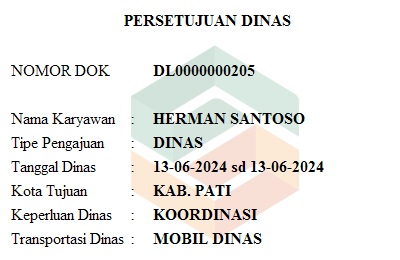 PERSETUJUAN DINAS
NOMOR DOK DL0000000205
Nama Karyawan : HERMAN SANTOSO
Tipe Pengajuan : DINAS
Tanggal Dinas : 13-06-2024 sd 13-06-2024
Kota Tujuan : KAB. PATI
Keperluan Dinas : KOORDINASI
Transportasi Dinas : MOBIL DINAS